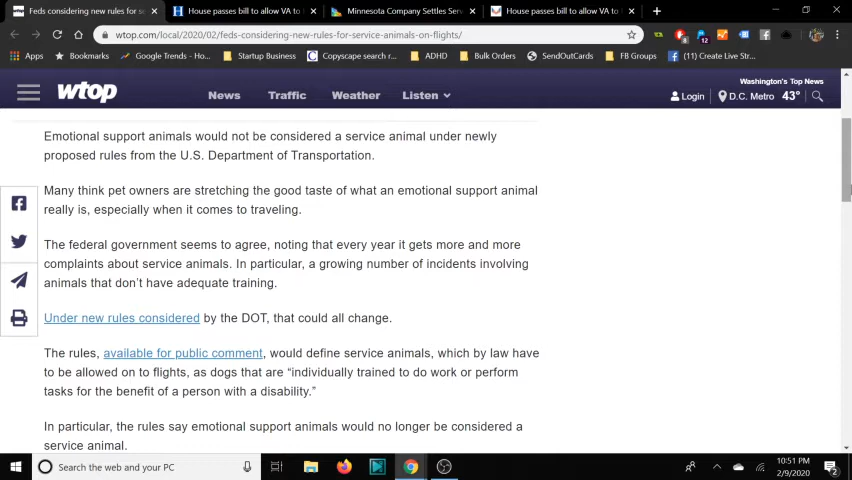 Feds considering new rules for se
House passes bill to allow VA to
Minnesota Company Settles Serv
House passes bill to allow VA to
wtop.com/local/2020/02/feds-considering-new-rules-for-service-animals-on-flights/
8
12
Apps
Bookmarks
Google Trends - Ho...
Startup Business
Copyscape search r...
ADHD
Bulk Orders
SendOutCards
FB Groups
(11) Create Live Str...
Washington's Top News
wtop
News
Traffic
Weather
Listen
Login
D.C. Metro
43°
Emotional support animals would not be considered a service animal under newly
proposed rules from the U.S. Department of Transportation.
Many think pet owners are stretching the good taste of what an emotional support animal
really is, especially when it comes to traveling.
The federal government seems to agree, noting that every year it gets more and more
complaints about service animals. In particular, a growing number of incidents involving
animals that don't have adequate training.
Under new rules considered by the DOT, that could all change.
The rules, available for public comment, would define service animals, which by law have
to be allowed on to flights, as dogs that are “individually trained to do work or perform
tasks for the benefit of a person with a disability.”
In particular, the rules say emotional support animals would no longer be considered a
service animal.
Search the web and your PC
10:51 PM
2/9/2020
2